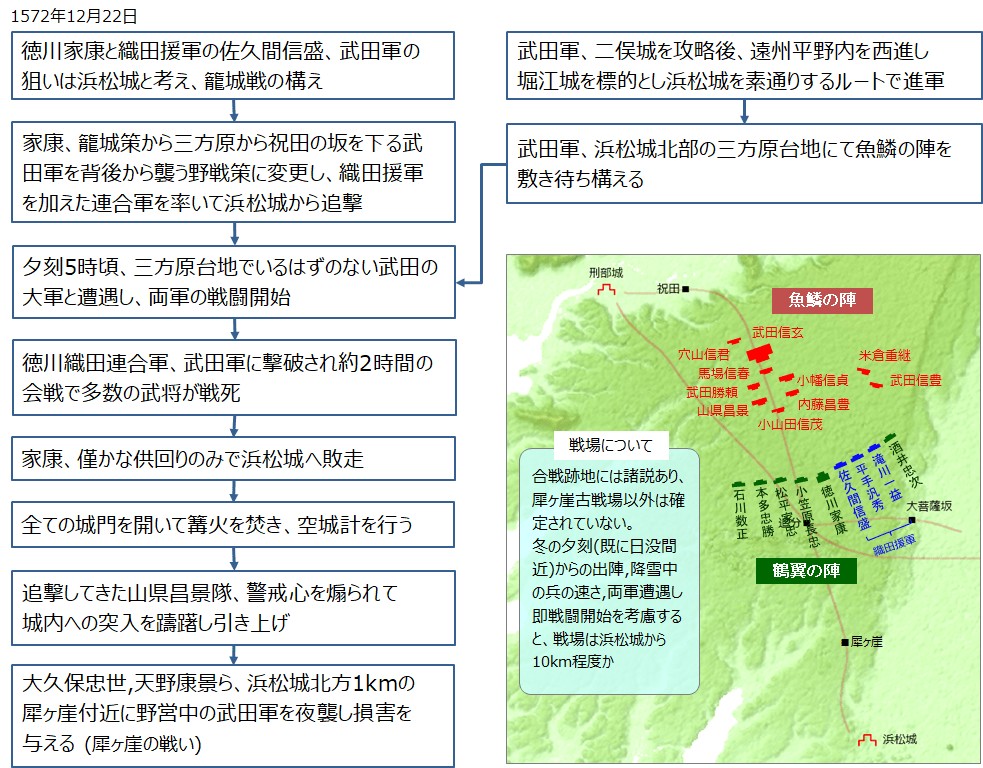 1572年12月22日
徳川家康と織田援軍の佐久間信盛、武田軍の
狙いは浜松城と考え、籠城戦の構え
家康、籠城策から三方原から祝田の坂を下る武
田軍を背後から襲う野戦策に変更し、織田援軍
を加えた連合軍を率いて浜松城から追撃
夕刻5時頃、三方原台地でいるはずのない武田の
大軍と遭遇し、両軍の戦闘開始
徳川織田連合軍、武田軍に撃破され約2時間の
会戦で多数の武将が戦死
家康、僅かな供回りのみで浜松城へ敗走
全ての城門を開いて篝火を焚き、空城計を行う
追撃してきた山県昌景隊、警戒心を煽られて
城内への突入を躊躇し引き上げ
大久保忠世,天野康景ら、浜松城北方1kmの
犀ヶ崖付近に野営中の武田軍を夜襲し損害を
与える (犀ヶ崖の戦い)
武田軍、二俣城を攻略後、遠州平野内を西進し
堀江城を標的とし浜松城を素通りするルートで進軍
武田軍、浜松城北部の三方原台地にて魚鱗の陣を
敷き待ち構える
刑部城
祝田
魚鱗の陣
武田信玄
穴山信君
馬場信春
武田勝頼
山県昌景
小幡信貞
内藤昌豊
小山田信茂
米倉重継
武田信豊
戦場について
合戦跡地には諸説あり、
犀ヶ崖古戦場以外は確
定されていない。
冬の夕刻(既に日没間
近)からの出陣,降雪中
の兵の速さ,両軍遭遇し
即戦闘開始を考慮する
と、戦場は浜松城から
10km程度か
石川数正
本多忠勝
松平家忠
小笠原長忠
徳川家康
佐久間信盛
平手汎秀
滝川一益
酒井忠次
追分
大菩薩坂
織田援軍
鶴翼の陣
犀ヶ崖
浜松城